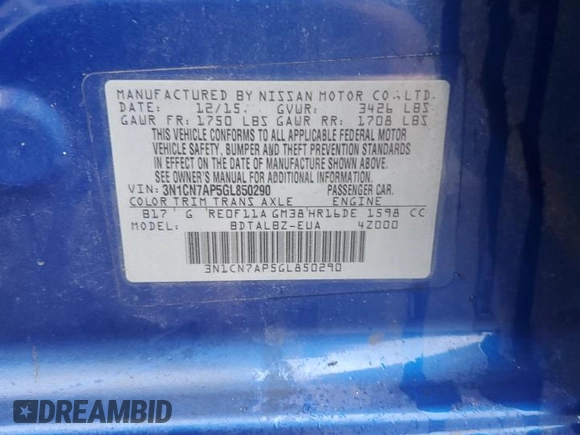 MANUFACTURED BY NISSAN MOTOR CO., LTD.
DATE: 12/15. GVWR: 3426 LBS
GAWR FR: 1750 LBS GAWR RR: 1708 LBS
THIS VEHICLE CONFORMS TO ALL APPLICABLE FEDERAL MOTOR
VEHICLE SAFETY, BUMPER AND THEFT PREVENTION STANDARDS
IN EFFECT ON THE DATE OF MANUFACTURE SHOWN ABOVE.
SEE OWNER'S MANUAL FOR ADDITIONAL INFORMATION
VIN: 3N1CN7AP5GL850290 PASSENGER CAR.
COLOR TRIM TRANS AXLE ENGINE
B17 G RE0F11A GM38 HR16DE 1598 CC
MODEL: BDTALBZ-EUA 4Z000
3N1CN7AP5GL850290
DREAMBID